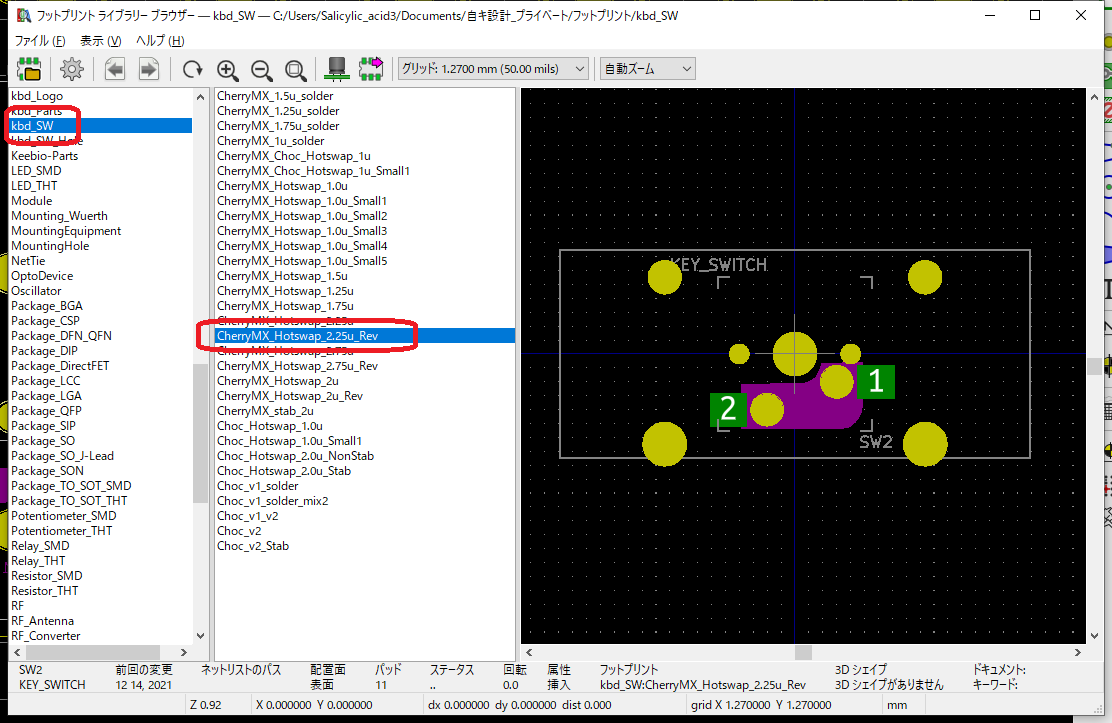 フットプリント ライブラリー ブラウザー — kbd_SW — C:/Users/Salicylic_acid3/Documents/自キ設計_プライベート/フットプリント/kbd_SW
ファイル (F) 表示 (V) ヘルプ (H)
グリッド: 1.2700 mm (50.00 mils) 自動ズーム
kbd_Logo
kbd_Parts
kbd_SW
kbd_SW_Hole
Keebio-Parts
LED_SMD
LED_THT
Module
Mounting_Wuerth
MountingEquipment
MountingHole
NetTie
OptoDevice
Oscillator
Package_BGA
Package_CSP
Package_DFN_QFN
Package_DIP
Package_DirectFET
Package_LCC
Package_LGA
Package_QFP
Package_SIP
Package_SO
Package_SO_J-Lead
Package_SON
Package_TO_SOT_SMD
Package_TO_SOT_THT
Potentiometer_SMD
Potentiometer_THT
Relay_SMD
Relay_THT
Resistor_SMD
Resistor_THT
RF
RF_Antenna
RF_Converter
CherryMX_1.5u_solder
CherryMX_1.25u_solder
CherryMX_1.75u_solder
CherryMX_1u_solder
CherryMX_Choc_Hotswap_1u
CherryMX_Choc_Hotswap_1u_Small1
CherryMX_Hotswap_1.0u
CherryMX_Hotswap_1.0u_Small1
CherryMX_Hotswap_1.0u_Small2
CherryMX_Hotswap_1.0u_Small3
CherryMX_Hotswap_1.0u_Small4
CherryMX_Hotswap_1.0u_Small5
CherryMX_Hotswap_1.5u
CherryMX_Hotswap_1.25u
CherryMX_Hotswap_1.75u
CherryMX_Hotswap_2.25u
CherryMX_Hotswap_2.25u_Rev
CherryMX_Hotswap_2.75u
CherryMX_Hotswap_2.75u_Rev
CherryMX_Hotswap_2u
CherryMX_Hotswap_2u_Rev
CherryMX_stab_2u
Choc_Hotswap_1.0u
Choc_Hotswap_1.0u_Small1
Choc_Hotswap_2.0u_NonStab
Choc_Hotswap_2.0u_Stab
Choc_v1_solder
Choc_v1_solder_mix2
Choc_v1_v2
Choc_v2
Choc_v2_Stab
KEY_SWITCH
1
2
SW2
SW2 前回の変更 ネットリストのパス 配置面 パッド ステータス 回転 属性 フットプリント 3D シェイプ ドキュメント:
KEY_SWITCH 12 14, 2021 表面 11 .. 0.0 挿入 kbd_SW:CherryMX_Hotswap_2.25u_Rev 3D シェイプがありません キーワード:
Z 0.92 X 0.000000 Y 0.000000 dx 0.000000 dy 0.000000 dist 0.000 grid X 1.270000 Y 1.270000 mm